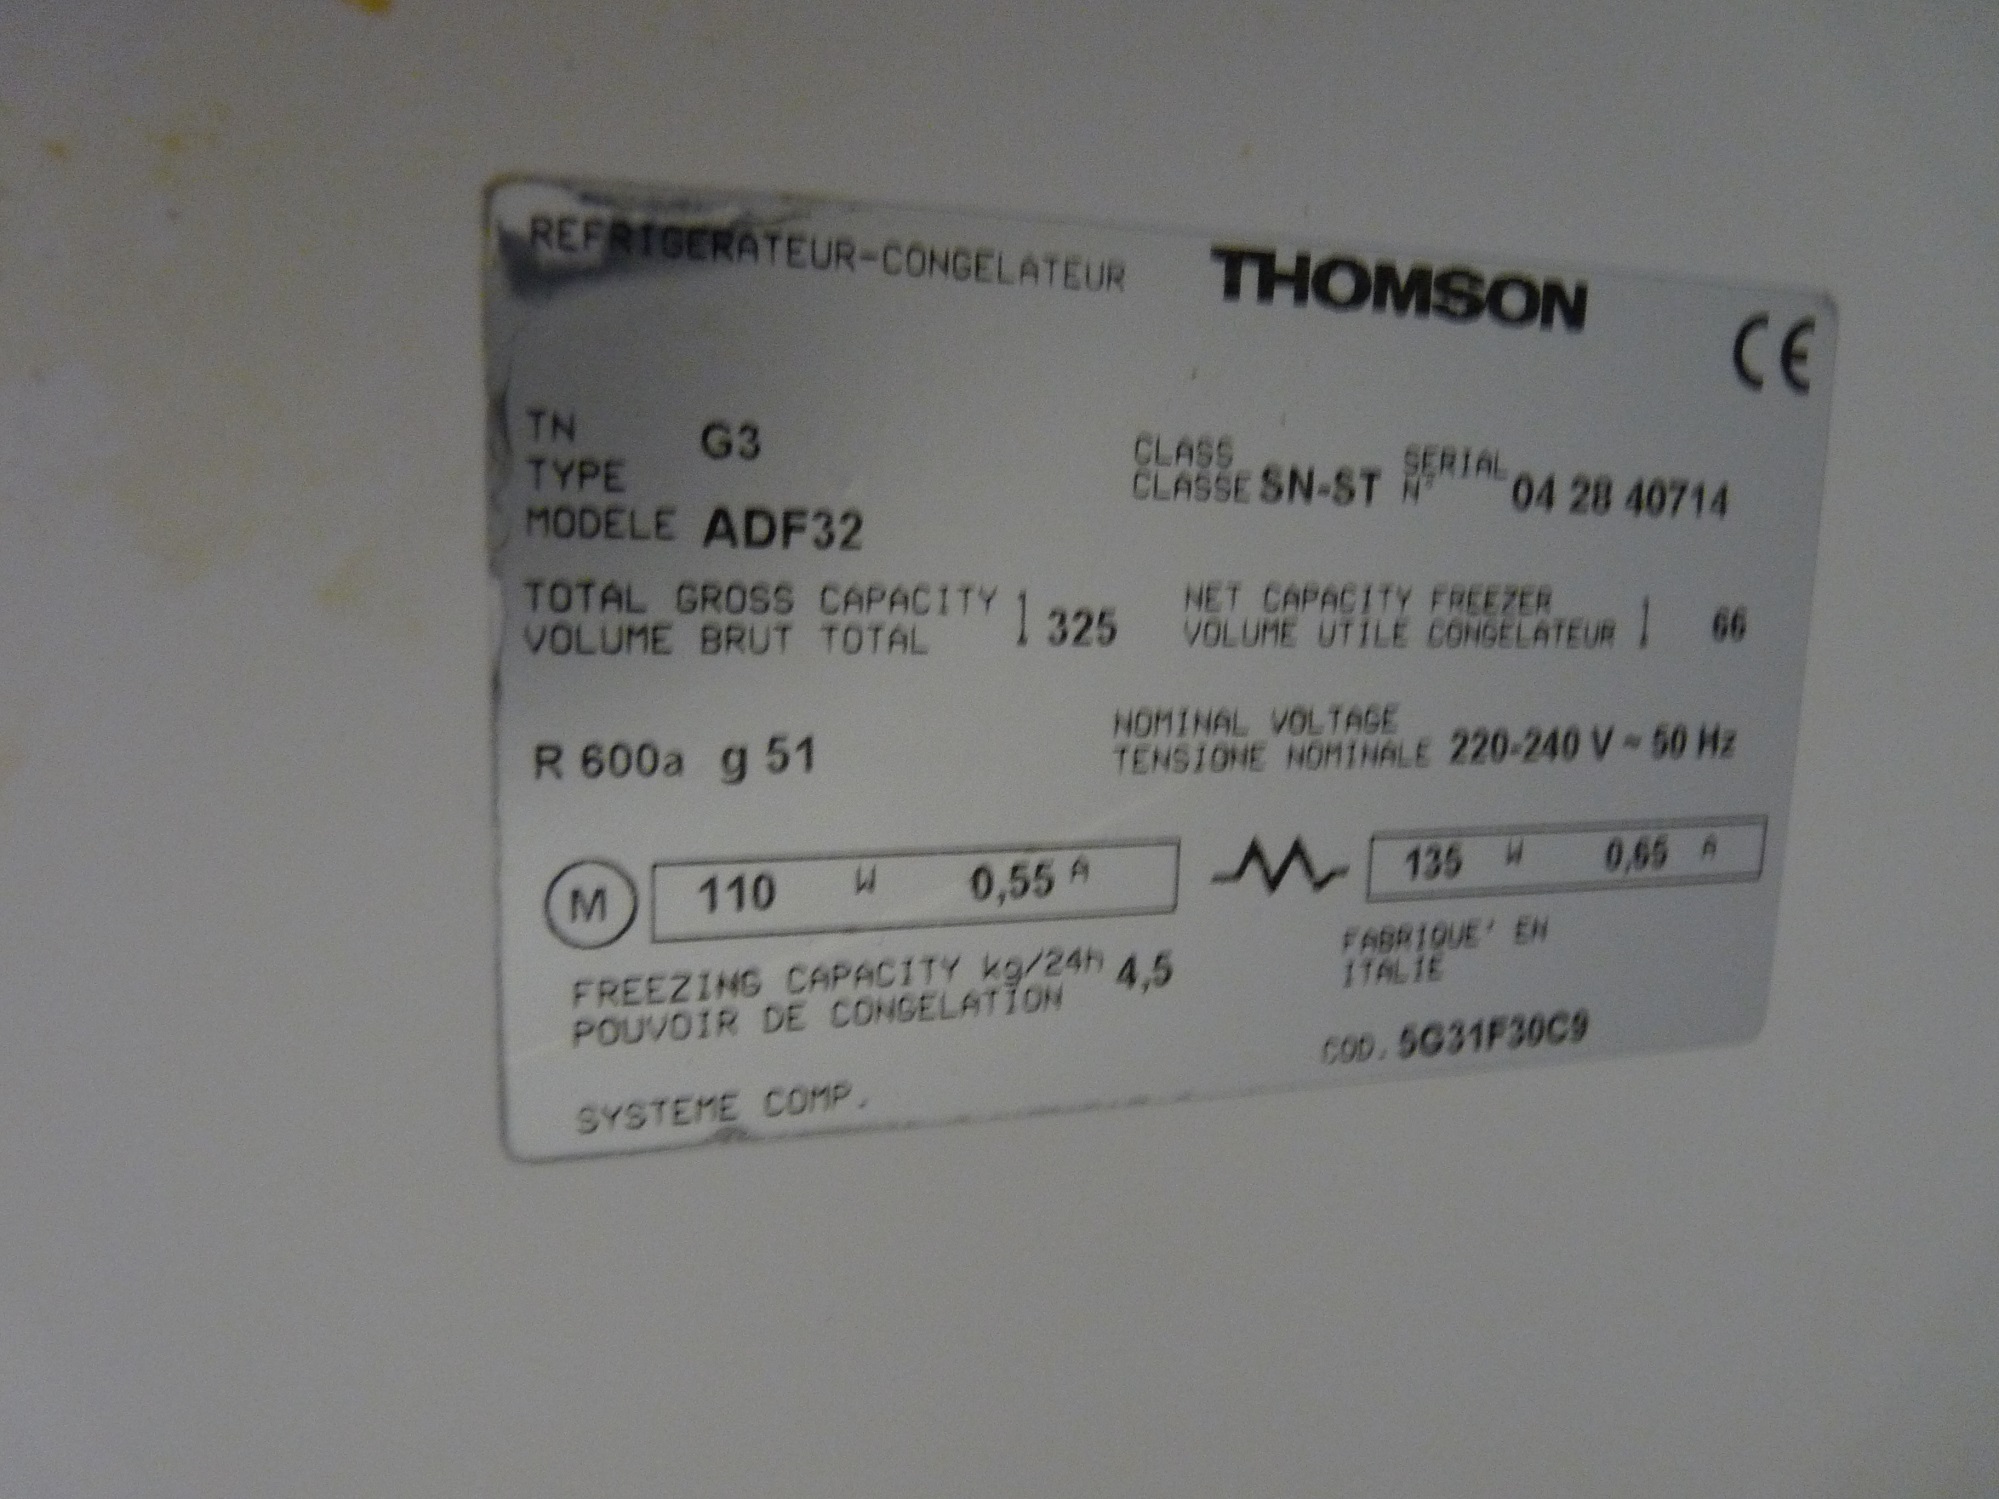 REFRIGERATEUR-CONGELATEUR THOMSON
CE
TN
TYPE G3
MODELE ADF32
CLASS
CLASSE SN-ST
SERIAL
N° 04 28 40714
TOTAL GROSS CAPACITY
VOLUME BRUT TOTAL l 325
NET CAPACITY FREEZER
VOLUME UTILE CONGELATEUR l 66
R 600a g 51
NOMINAL VOLTAGE
TENSIONE NOMINALE 220-240 V ~ 50 Hz
M 110 W 0,55 A
135 W 0,65 A
FREEZING CAPACITY kg/24h 4,5
POUVOIR DE CONGELATION
FABRIQUE' EN
ITALIE
COD. 5G31F30C9
SYSTEME COMP.